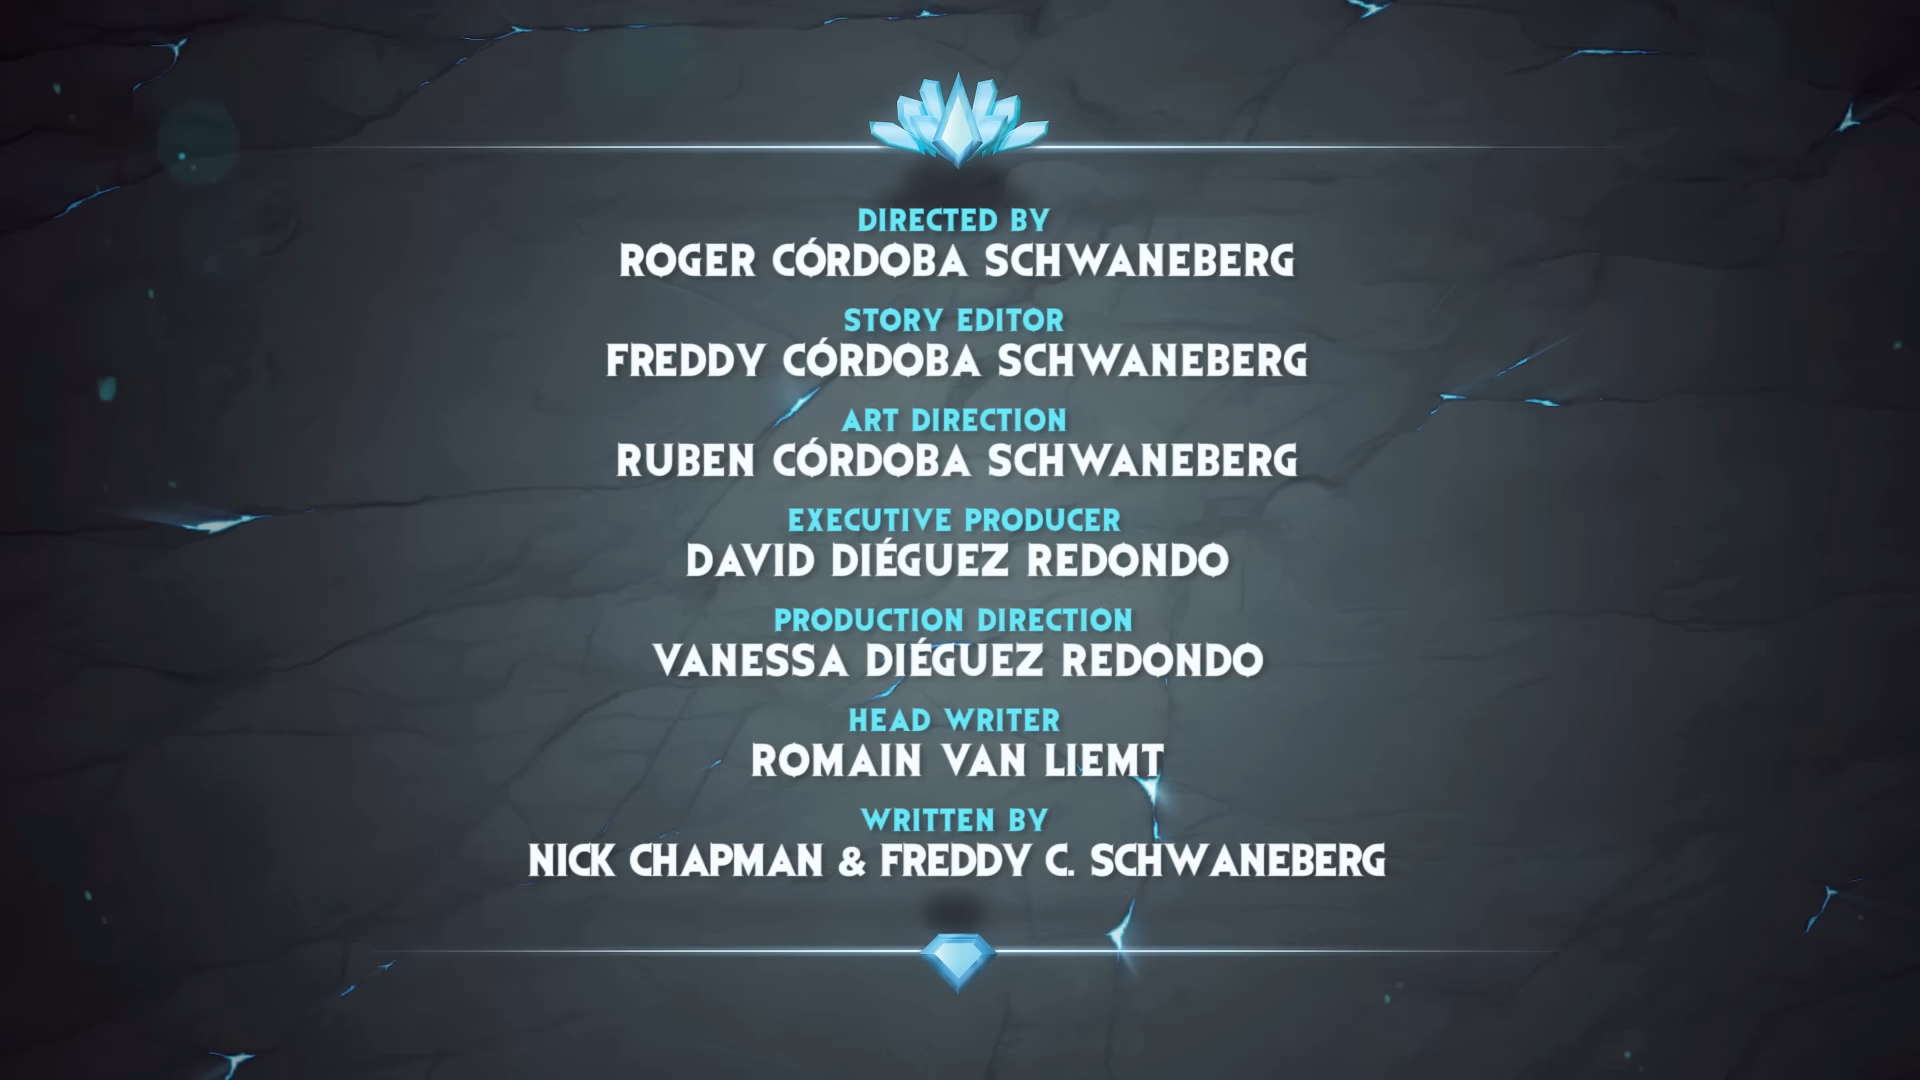 DIRECTED BY
ROGER CÓRDOBA SCHWANEBERG
STORY EDITOR
FREDDY CÓRDOBA SCHWANEBERG
ART DIRECTION
RUBEN CÓRDOBA SCHWANEBERG
EXECUTIVE PRODUCER
DAVID DIÉGUEZ REDONDO
PRODUCTION DIRECTION
VANESSA DIÉGUEZ REDONDO
HEAD WRITER
ROMAIN VAN LIEMT
WRITTEN BY
NICK CHAPMAN & FREDDY C. SCHWANEBERG